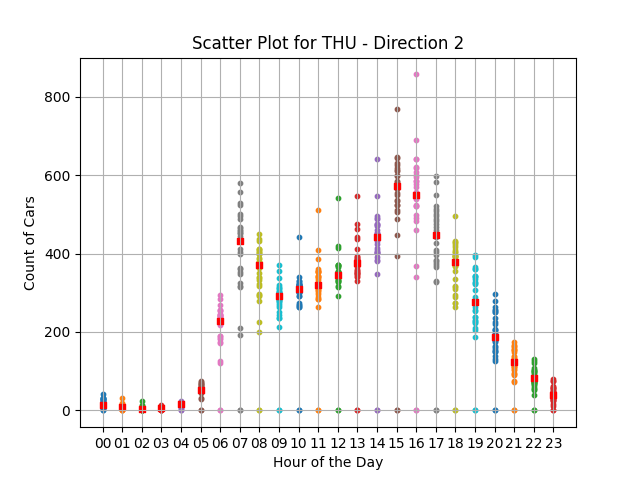 Scatter Plot for THU - Direction 2
800
600
400
200
0
Count of Cars
00 01 02 03 04 05 06 07 08 09 10 11 12 13 14 15 16 17 18 19 20 21 22 23
Hour of the Day